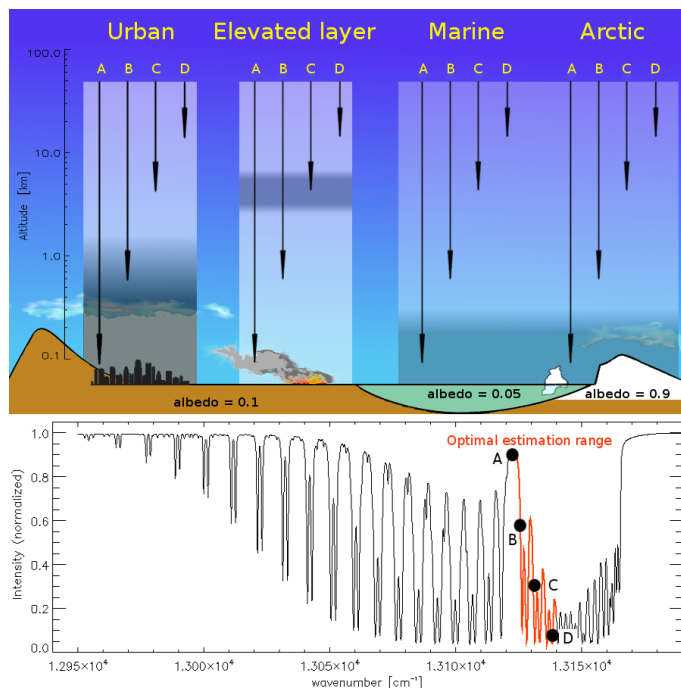 Urban Elevated layer Marine Arctic
A B C D A B C D A B C D A B C D
100.0
10.0
1.0
0.1
Altitude [km]
albedo = 0.1
albedo = 0.05
albedo = 0.9
Optimal estimation range
A
B
C
D
1.0
0.8
0.6
0.4
0.2
0.0
Intensity (normalized)
1.295×10⁴ 1.300×10⁴ 1.305×10⁴ 1.310×10⁴ 1.315×10⁴
wavenumber [cm⁻¹]